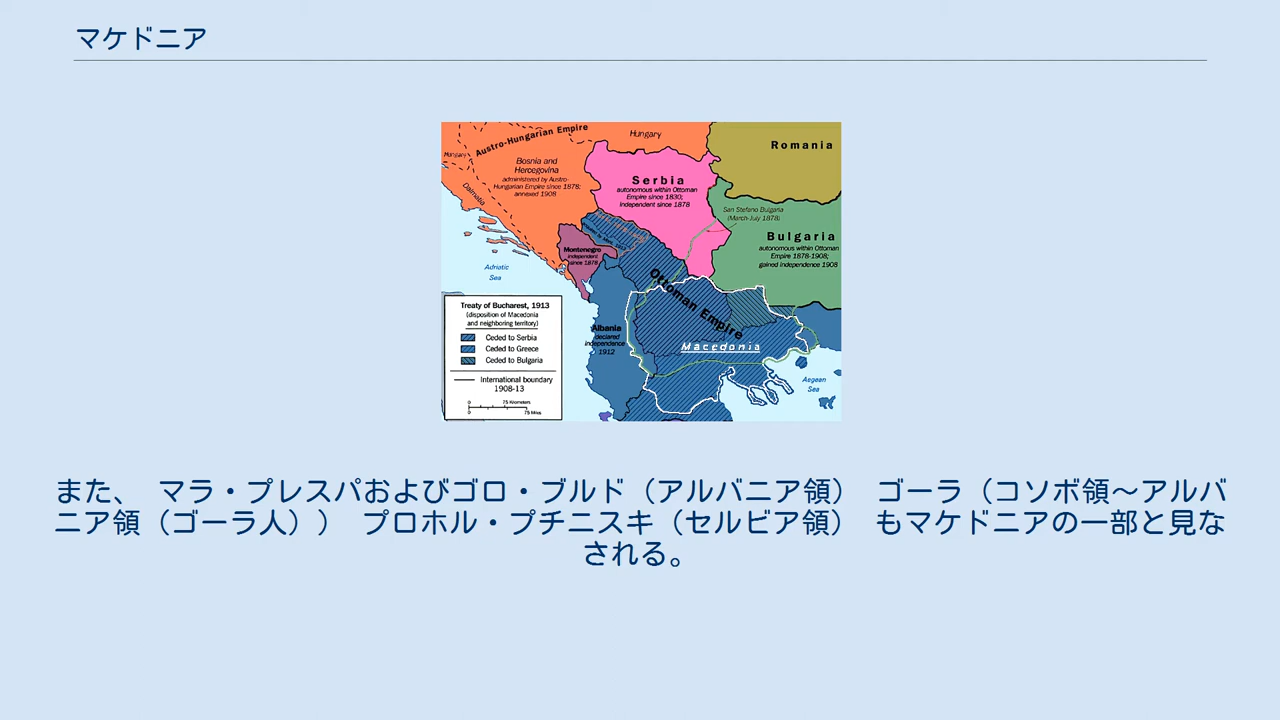 マケドニア
Austro-Hungarian Empire
Hungary
Romania
Hungary
Bosnia and
Hercegovina
administered by Austro-
Hungarian Empire since 1878;
annexed 1908
Serbia
autonomous within Ottoman
Empire since 1830;
independent since 1878
Dalmatia
San Stefano Bulgaria
(March-July 1878)
Bulgaria
autonomous within Ottoman
Empire 1878-1908;
gained independence 1908
Montenegro
independent
since 1878
Adriatic
Sea
Ottoman Empire
Treaty of Bucharest, 1913
(disposition of Macedonia
and neighboring territory)
Ceded to Serbia
Ceded to Greece
Ceded to Bulgaria
International boundary
1908-13
0 75 Kilometers
0 75 Miles
Albania
declared
independence
1912
Macedonia
Aegean
Sea
また、 マラ・プレスパおよびゴロ・ブルド（アルバニア領） ゴーラ（コソボ領〜アルバ
ニア領（ゴーラ人）） プロホル・プチニスキ（セルビア領） もマケドニアの一部と見な
される。